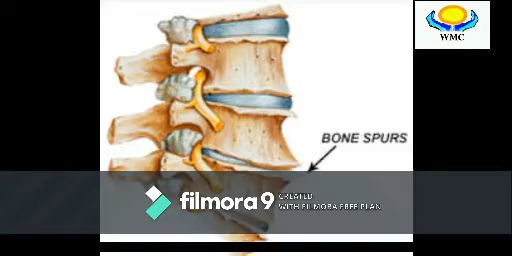 WMC
BONE SPURS
filmora9
CREATED
WITH FILMORA FREE PLAN